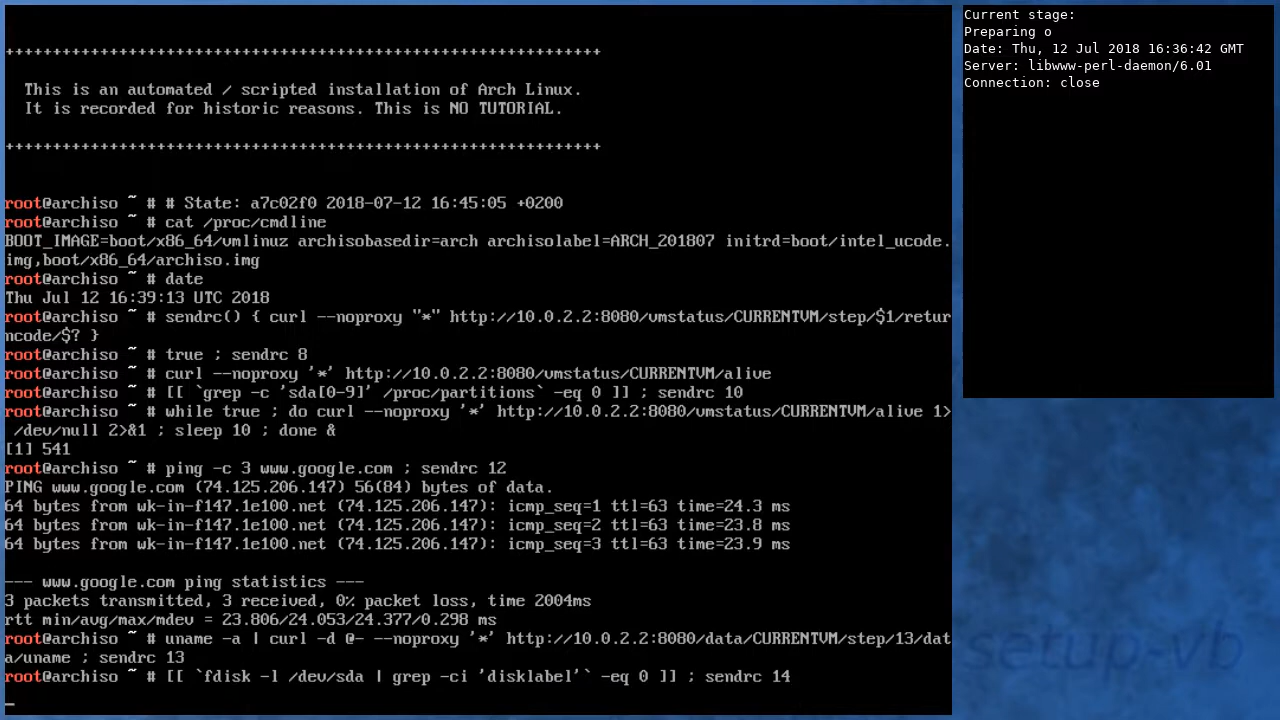 ++++++++++++++++++++++++++++++++++++++++++++++++++++++++++++++++++
This is an automated / scripted installation of Arch Linux.
It is recorded for historic reasons. This is NO TUTORIAL.
++++++++++++++++++++++++++++++++++++++++++++++++++++++++++++++++++
root@archiso ~ # # State: a7c02f0 2018-07-12 16:45:05 +0200
root@archiso ~ # cat /proc/cmdline
BOOT_IMAGE=boot/x86_64/vmlinuz archisobasedir=arch archisolabel=ARCH_201807 initrd=boot/intel_ucode.
img,boot/x86_64/archiso.img
root@archiso ~ # date
Thu Jul 12 16:39:13 UTC 2018
root@archiso ~ # sendrc() { curl --noproxy "*" http://10.0.2.2:8080/vmstatus/CURRENTVM/step/$1/retur
ncode/$? }
root@archiso ~ # true ; sendrc 8
root@archiso ~ # curl --noproxy '*' http://10.0.2.2:8080/vmstatus/CURRENTVM/alive
root@archiso ~ # [[ `grep -c 'sda[0-9]' /proc/partitions` -eq 0 ]] ; sendrc 10
root@archiso ~ # while true ; do curl --noproxy '*' http://10.0.2.2:8080/vmstatus/CURRENTVM/alive 1>
/dev/null 2>&1 ; sleep 10 ; done &
[1] 541
root@archiso ~ # ping -c 3 www.google.com ; sendrc 12
PING www.google.com (74.125.206.147) 56(84) bytes of data.
64 bytes from wk-in-f147.1e100.net (74.125.206.147): icmp_seq=1 ttl=63 time=24.3 ms
64 bytes from wk-in-f147.1e100.net (74.125.206.147): icmp_seq=2 ttl=63 time=23.8 ms
64 bytes from wk-in-f147.1e100.net (74.125.206.147): icmp_seq=3 ttl=63 time=23.9 ms
--- www.google.com ping statistics ---
3 packets transmitted, 3 received, 0% packet loss, time 2004ms
rtt min/avg/max/mdev = 23.806/24.053/24.377/0.298 ms
root@archiso ~ # uname -a | curl -d @- --noproxy '*' http://10.0.2.2:8080/data/CURRENTVM/step/13/dat
a/uname ; sendrc 13
root@archiso ~ # [[ `fdisk -l /dev/sda | grep -ci 'disklabel'` -eq 0 ]] ; sendrc 14
Current stage:
Preparing o
Date: Thu, 12 Jul 2018 16:36:42 GMT
Server: libwww-perl-daemon/6.01
Connection: close
setup-vb